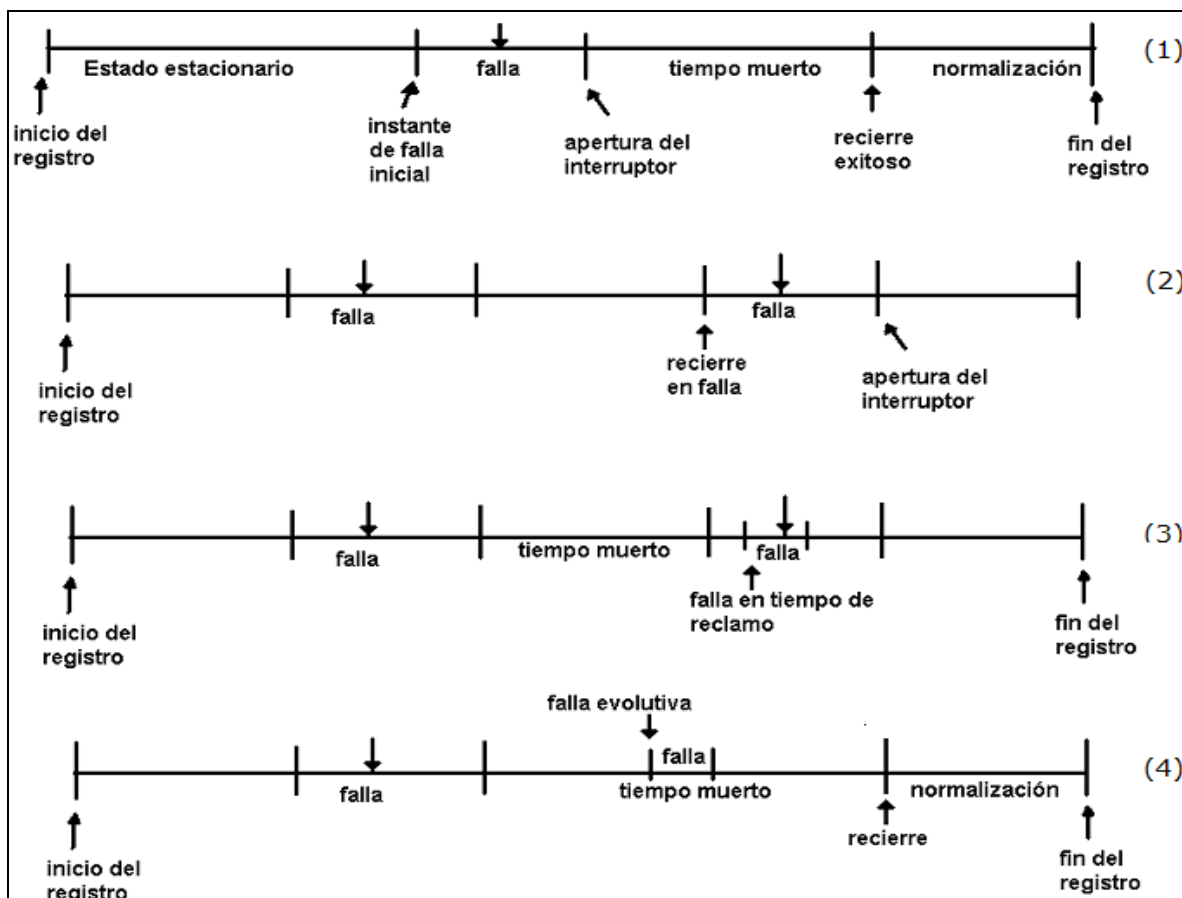 (1)
Estado estacionario falla tiempo muerto normalización
inicio del
registro
instante
de falla
inicial
apertura del
interruptor
recierre
exitoso
fin del
registro
(2)
falla falla
inicio del
registro
recierre
en falla
apertura del
interruptor
(3)
falla tiempo muerto falla
inicio del
registro
falla en tiempo de
reclamo
fin del
registro
falla evolutiva
falla
(4)
falla tiempo muerto normalización
inicio del
registro
recierre
fin del
registro